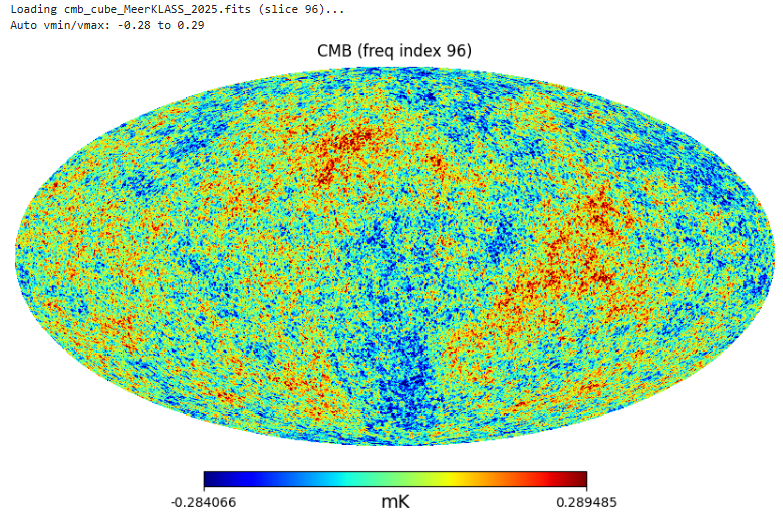 Loading cmb_cube_MeerKLASS_2025.fits (slice 96)...
Auto vmin/vmax: -0.28 to 0.29
CMB (freq index 96)
-0.284066 mK 0.289485